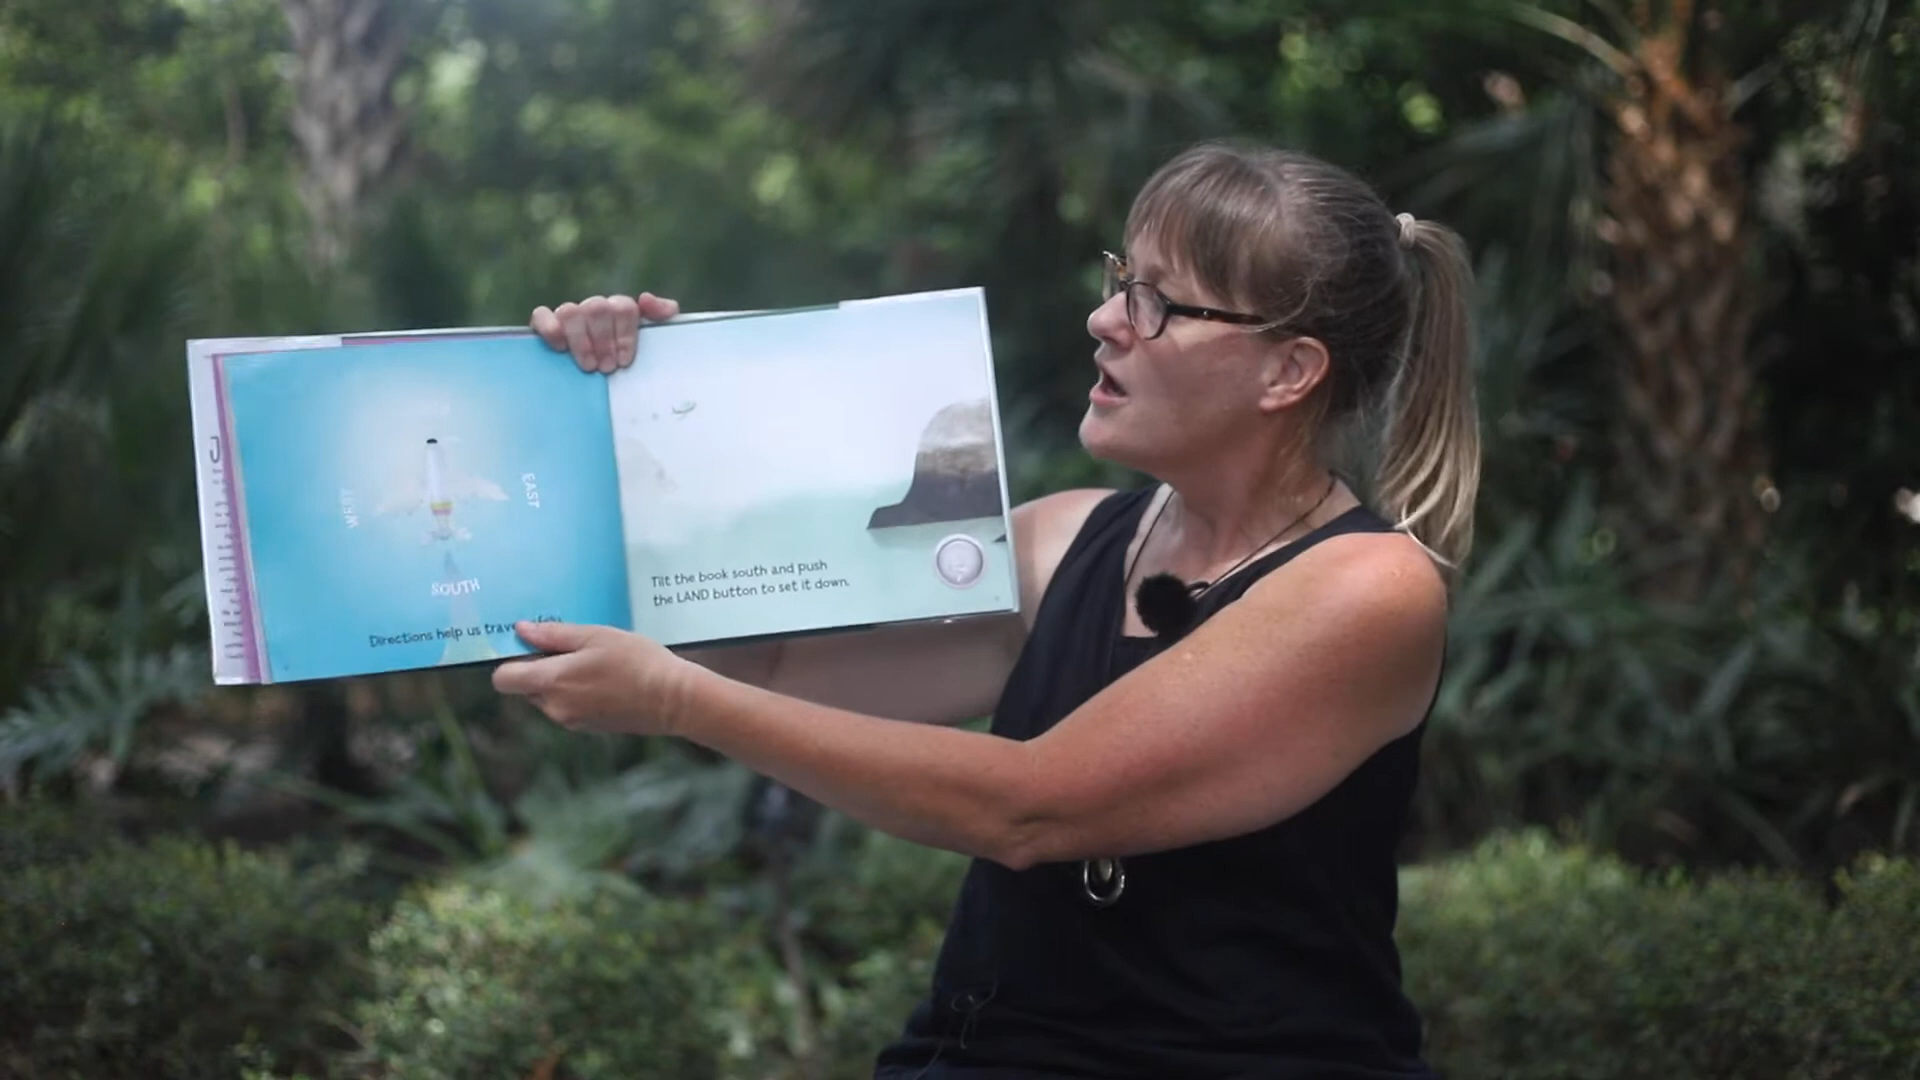 WEST
EAST
SOUTH
Directions help us
Tilt the book south and push
the LAND button to set it down.